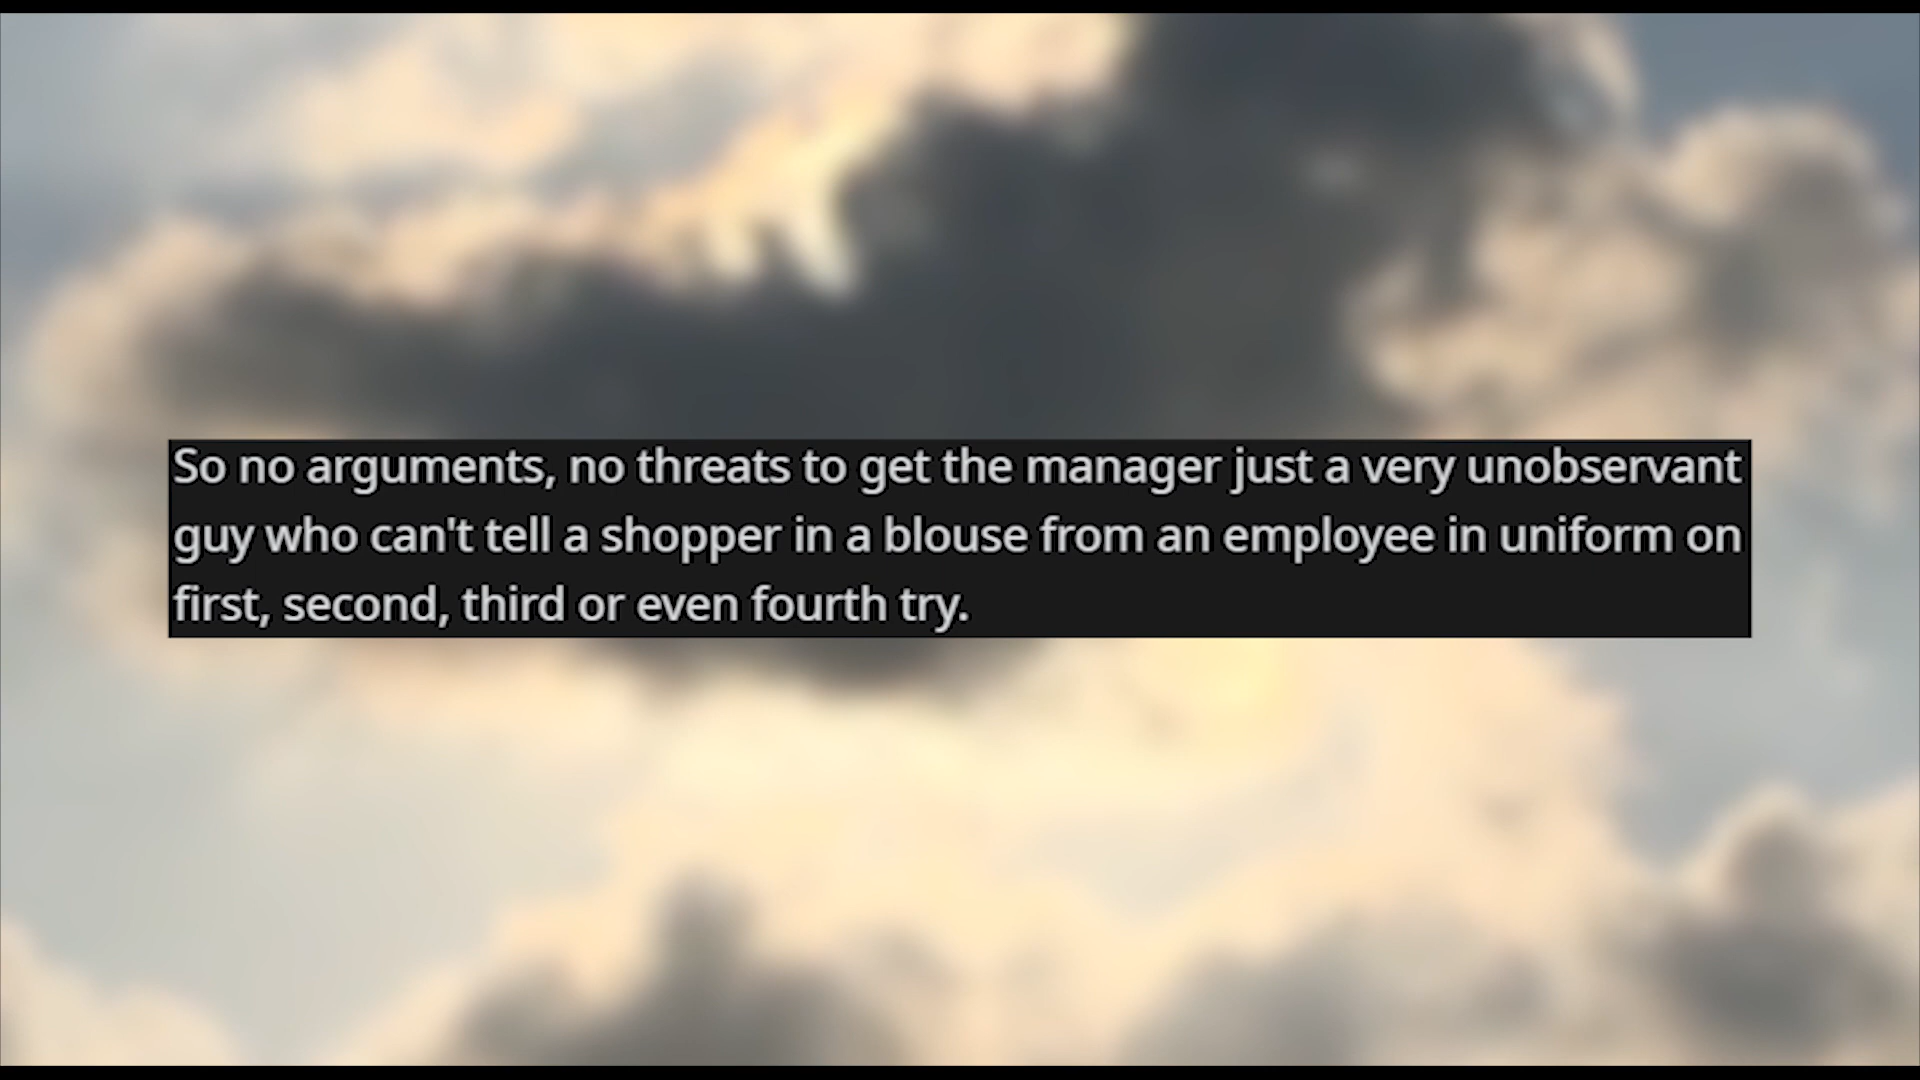 So no arguments, no threats to get the manager just a very unobservant
guy who can't tell a shopper in a blouse from an employee in uniform on
first, second, third or even fourth try.